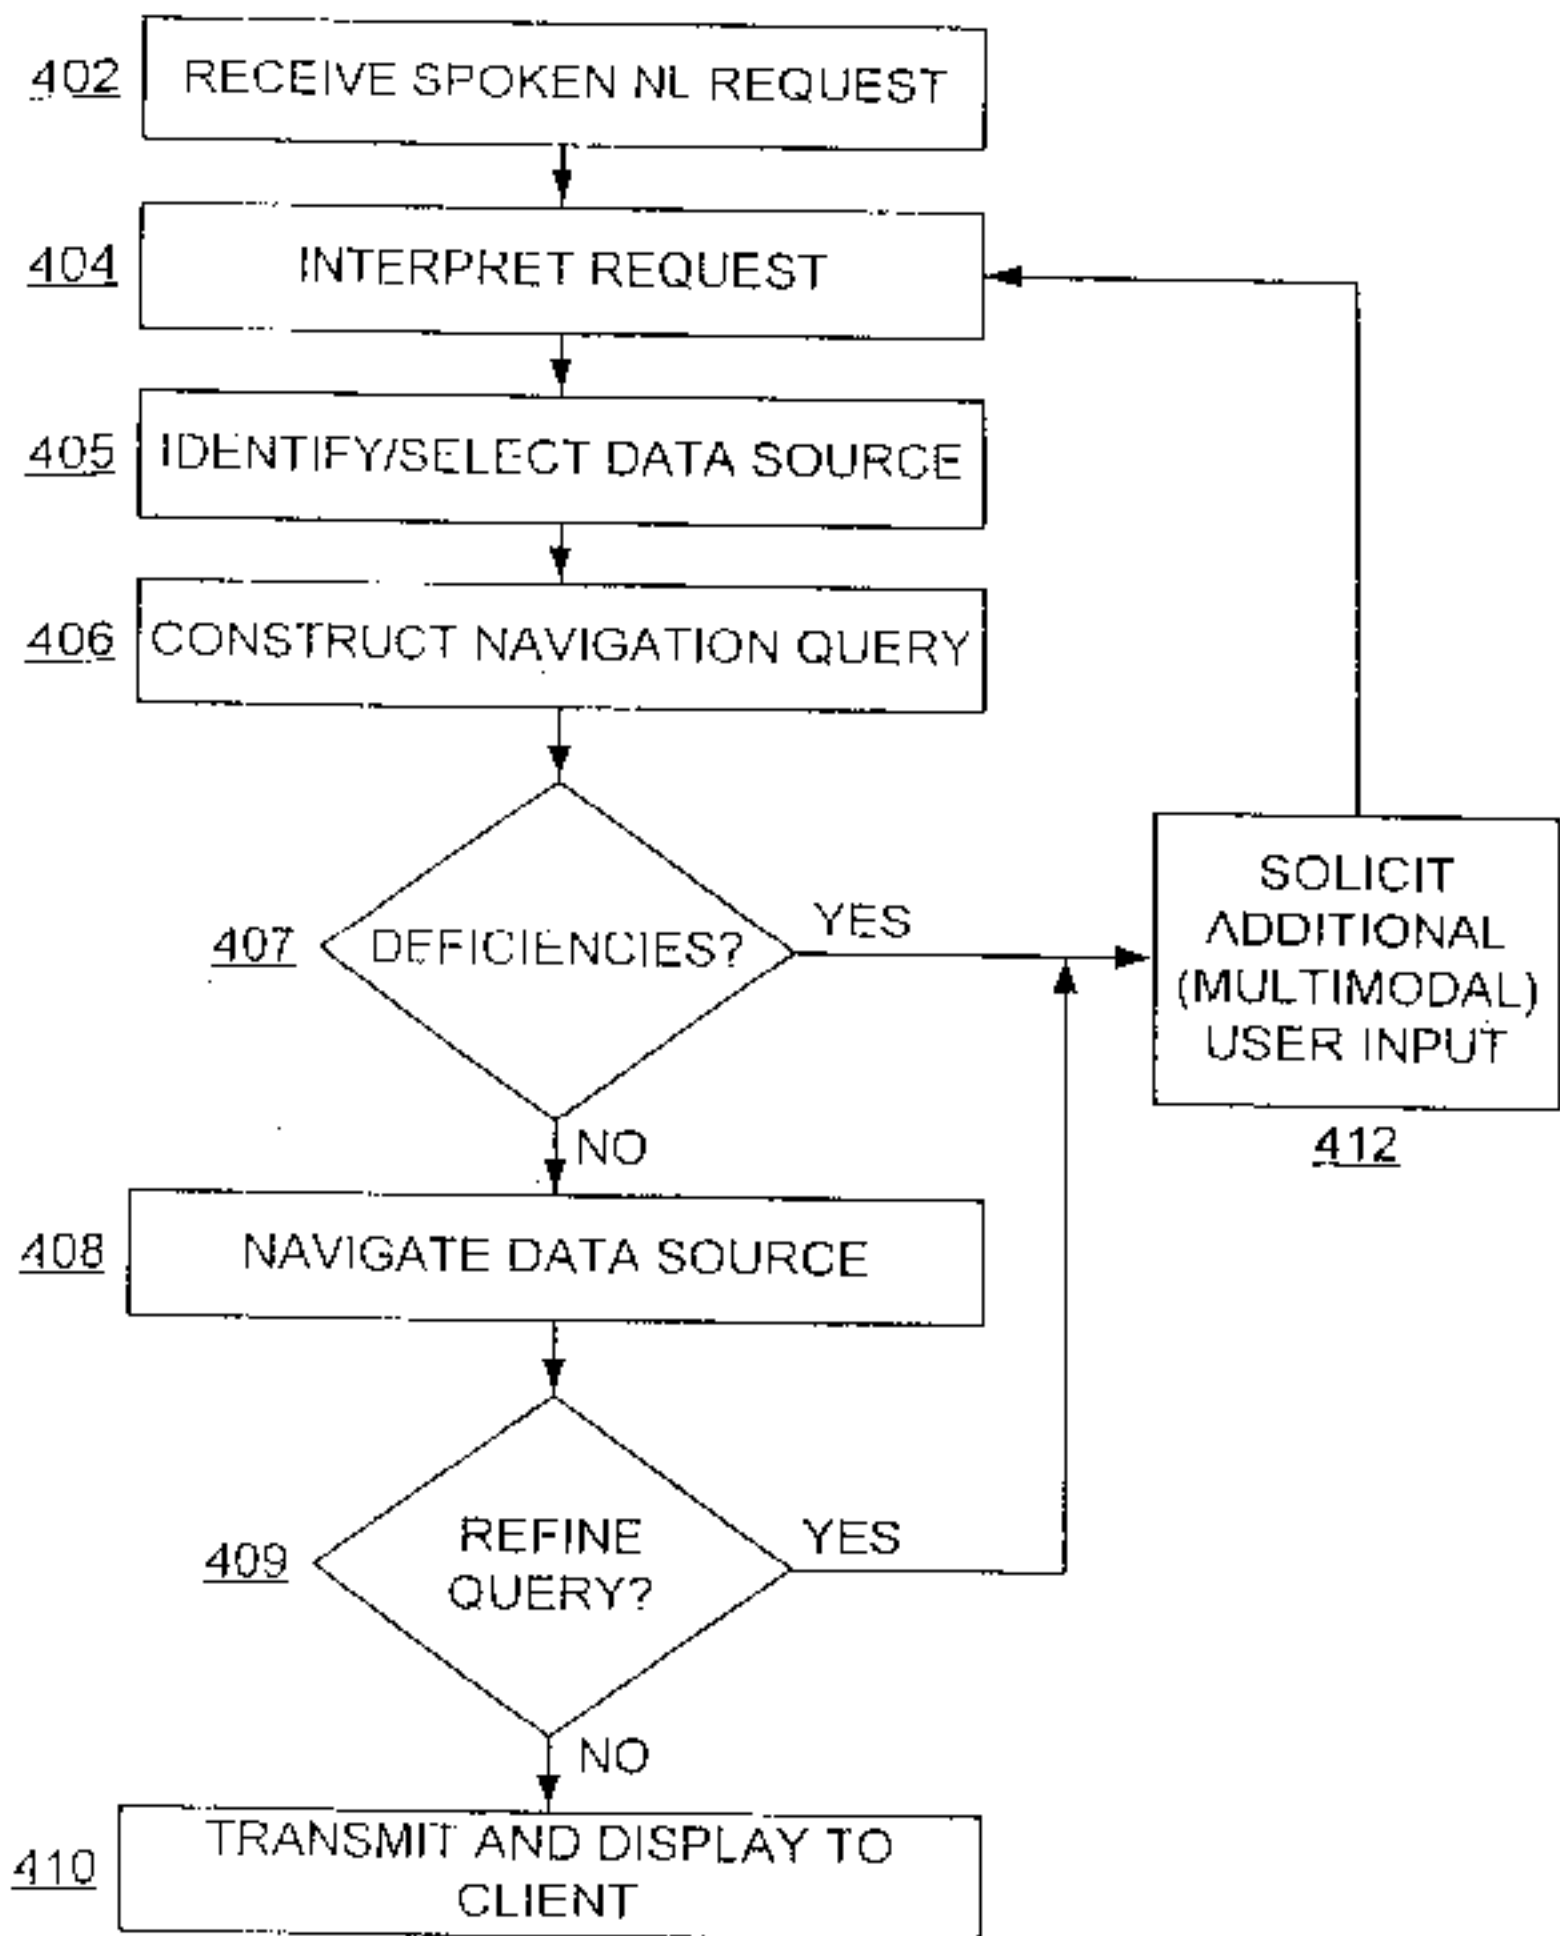 402
RECEIVE SPOKEN NL REQUEST
404
INTERPRET REQUEST
405
IDENTIFY/SELECT DATA SOURCE
406
CONSTRUCT NAVIGATION QUERY
407
DEFICIENCIES?
YES
NO
SOLICIT
ADDITIONAL
(MULTIMODAL)
USER INPUT
412
408
NAVIGATE DATA SOURCE
409
REFINE
QUERY?
YES
NO
410
TRANSMIT AND DISPLAY TO
CLIENT